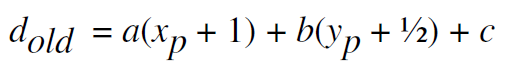 d_old = a(x_p + 1) + b(y_p + ½) + c